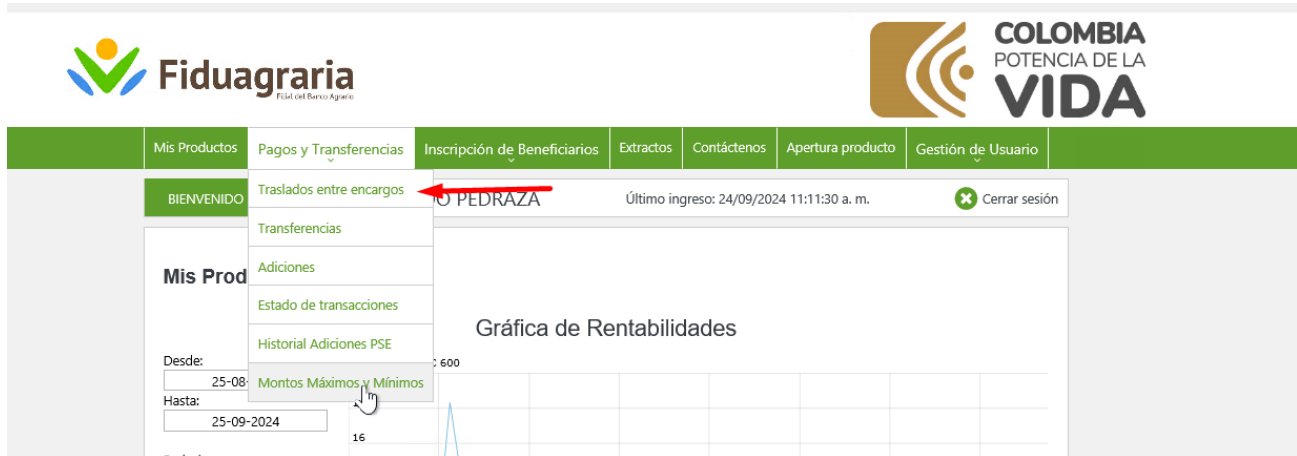 Fiduagraria
Filial del Banco Agrario
COLOMBIA
POTENCIA DE LA
VIDA
Mis Productos
Pagos y Transferencias
Inscripción de Beneficiarios
Extractos
Contáctenos
Apertura producto
Gestión de Usuario
BIENVENIDO
PEDRAZA
Último ingreso: 24/09/2024 11:11:30 a. m.
Cerrar sesión
Traslados entre encargos
Transferencias
Adiciones
Estado de transacciones
Historial Adiciones PSE
Montos Máximos y Mínimos
Mis Prod
Gráfica de Rentabilidades
Desde:
25-08-
Hasta:
25-09-2024
600
16